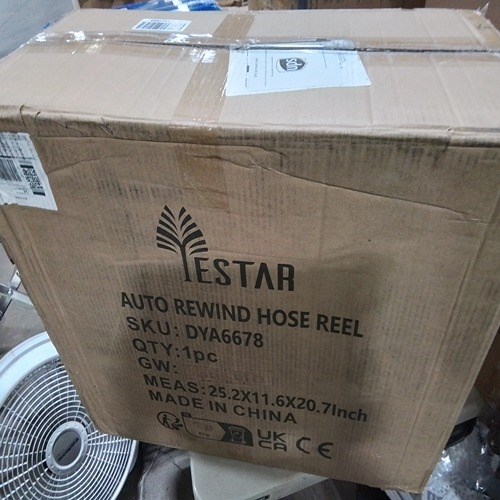 YESTAR
AUTO REWIND HOSE REEL
SKU: DYA6678
QTY: 1pc
GW:
MEAS: 25.2X11.6X20.7Inch
MADE IN CHINA
UK
CA CE